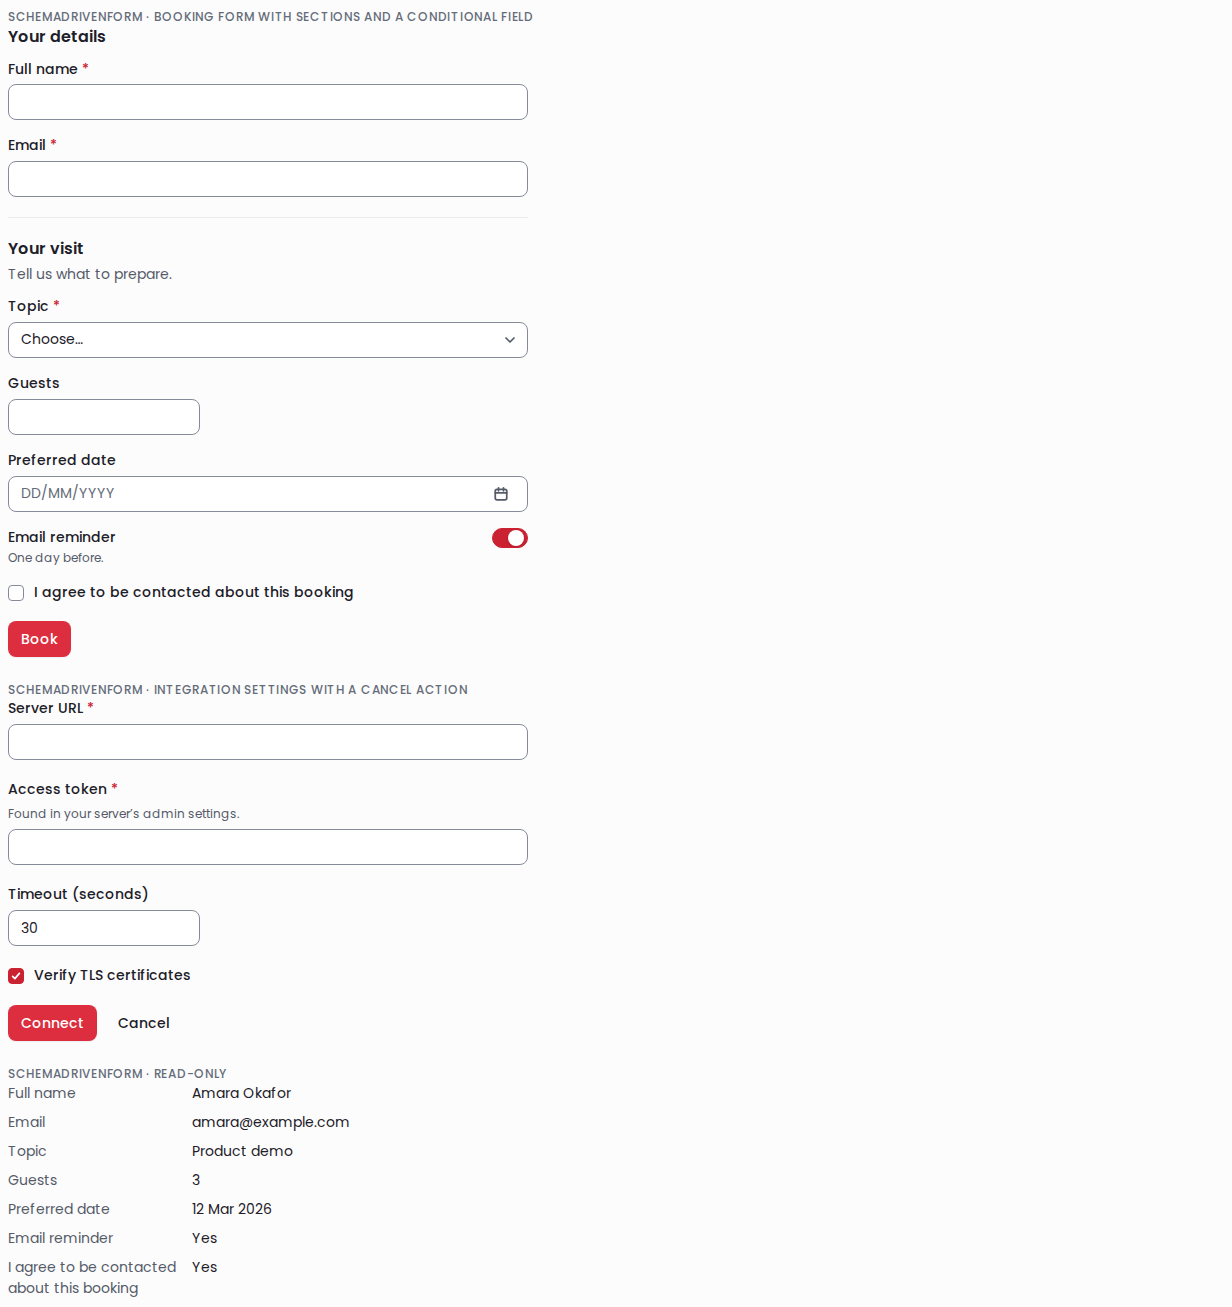 SCHEMADRIVENFORM · BOOKING FORM WITH SECTIONS AND A CONDITIONAL FIELD
Your details
Full name *
Email *
Your visit
Tell us what to prepare.
Topic *
Choose…
Guests
Preferred date
DD/MM/YYYY
Email reminder
One day before.
I agree to be contacted about this booking
Book
SCHEMADRIVENFORM · INTEGRATION SETTINGS WITH A CANCEL ACTION
Server URL *
Access token *
Found in your server's admin settings.
Timeout (seconds)
30
Verify TLS certificates
Connect Cancel
SCHEMADRIVENFORM · READ-ONLY
Full name Amara Okafor
Email amara@example.com
Topic Product demo
Guests 3
Preferred date 12 Mar 2026
Email reminder Yes
I agree to be contacted Yes
about this booking